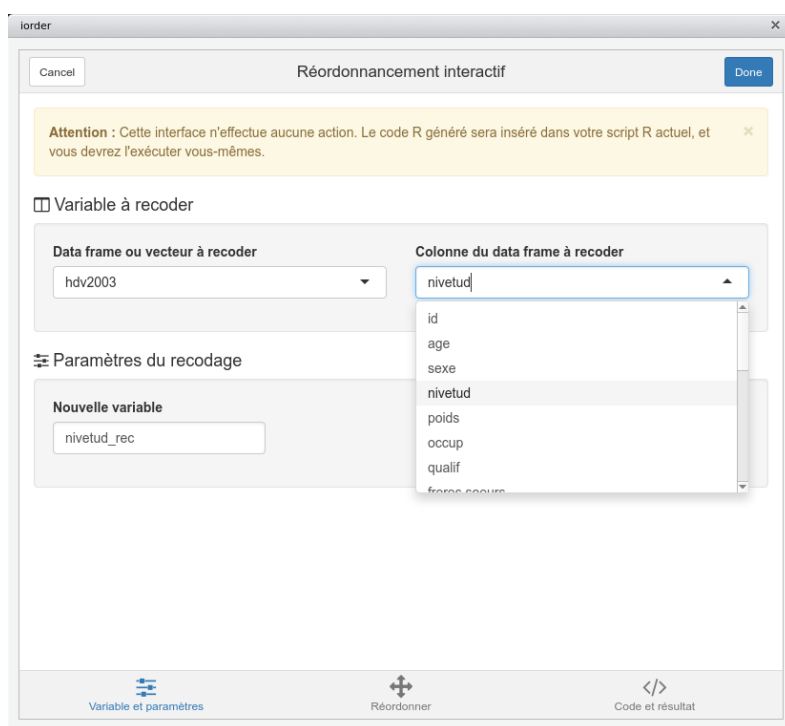 iorder ×
Cancel Réordonnancement interactif Done
Attention : Cette interface n'effectue aucune action. Le code R généré sera inséré dans votre script R actuel, et ×
vous devrez l'exécuter vous-mêmes.
Variable à recoder
Data frame ou vecteur à recoder Colonne du data frame à recoder
hdv2003 nivetud
id
age
sexe
nivetud
poids
occup
qualif
freres.soeurs
Paramètres du recodage
Nouvelle variable
nivetud_rec
Variable et paramètres Réordonner </> Code et résultat